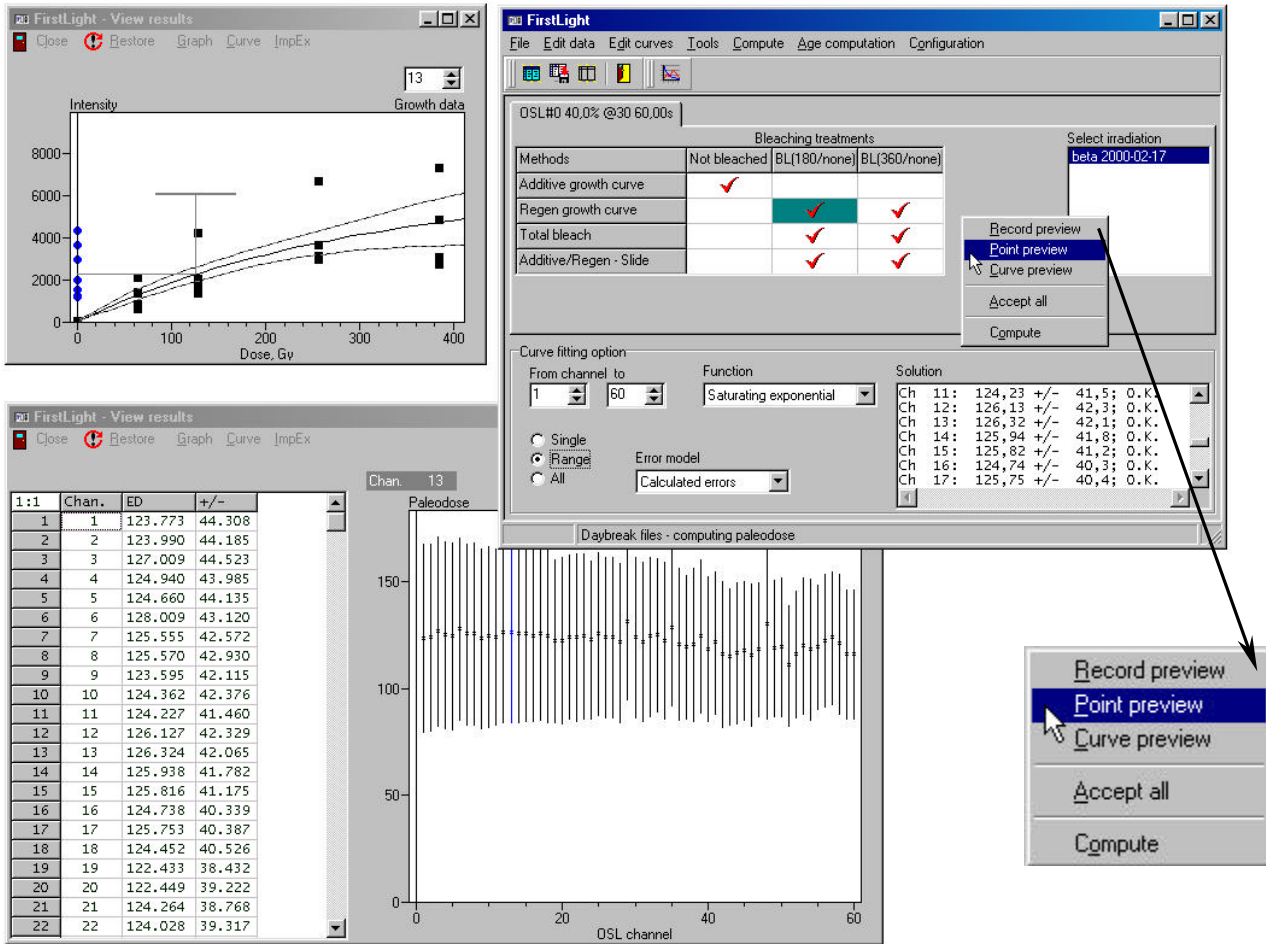 FirstLight - View results
Close Restore Graph Curve ImpEx
13
Intensity Growth data
8000
6000
4000
2000
0
0 100 200 300 400
Dose, Gy
FirstLight
File Edit data Edit curves Tools Compute Age computation Configuration
OSL#0 40,0% @30 60,00s
Bleaching treatments
Methods Not bleached BL(180/none) BL(360/none)
Additive growth curve
Regen growth curve
Total bleach
Additive/Regen - Slide
Select irradiation
beta 2000-02-17
Record preview
Point preview
Curve preview
Accept all
Compute
Curve fitting option
From channel to
1 60
Single
Range
All
Function
Saturating exponential
Error model
Calculated errors
Solution
Ch 11: 124,23 +/- 41,5; O.K.
Ch 12: 126,13 +/- 42,3; O.K.
Ch 13: 126,32 +/- 42,1; O.K.
Ch 14: 125,94 +/- 41,8; O.K.
Ch 15: 125,82 +/- 41,2; O.K.
Ch 16: 124,74 +/- 40,3; O.K.
Ch 17: 125,75 +/- 40,4; O.K.
Daybreak files - computing paleodose
FirstLight - View results
Close Restore Graph Curve ImpEx
Chan. 13
1:1 Chan. ED +/-
1 1 123.773 44.308
2 2 123.990 44.185
3 3 127.009 44.523
4 4 124.940 43.985
5 5 124.660 44.135
6 6 128.009 43.120
7 7 125.555 42.572
8 8 125.570 42.930
9 9 123.595 42.115
10 10 124.362 42.376
11 11 124.227 41.460
12 12 126.127 42.329
13 13 126.324 42.065
14 14 125.938 41.782
15 15 125.816 41.175
16 16 124.738 40.339
17 17 125.753 40.387
18 18 124.452 40.526
19 19 122.433 38.432
20 20 122.449 39.222
21 21 124.264 38.768
22 22 124.028 39.317
Paleodose
150
100
50
0
0 20 40 60
OSL channel
Record preview
Point preview
Curve preview
Accept all
Compute